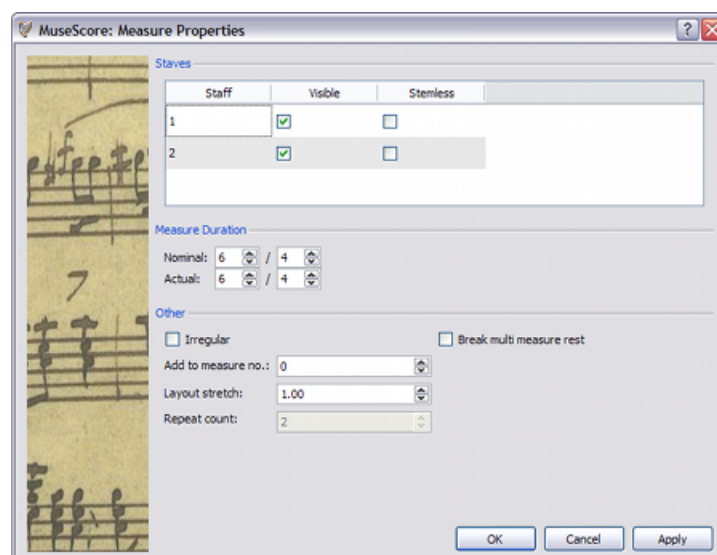 MuseScore: Measure Properties
Staves
Staff Visible Stemless
1
2
Measure Duration
Nominal: 6 / 4
Actual: 6 / 4
Other
Irregular Break multi measure rest
Add to measure no.: 0
Layout stretch: 1.00
Repeat count: 2
7
OK Cancel Apply